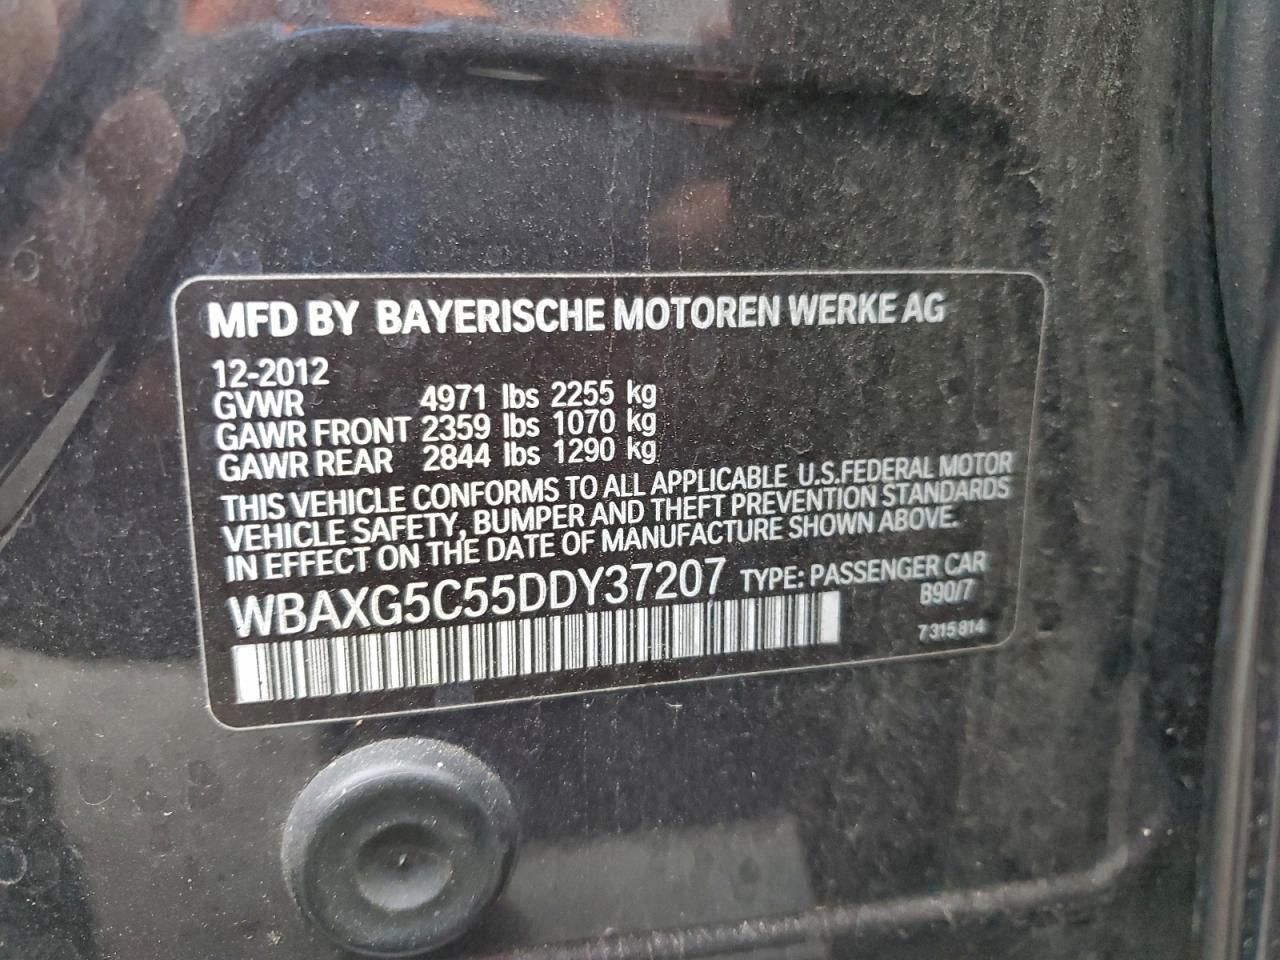 MFD BY BAYERISCHE MOTOREN WERKE AG
12-2012
GVWR 4971 lbs 2255 kg
GAWR FRONT 2359 lbs 1070 kg
GAWR REAR 2844 lbs 1290 kg
THIS VEHICLE CONFORMS TO ALL APPLICABLE U.S.FEDERAL MOTOR
VEHICLE SAFETY, BUMPER AND THEFT PREVENTION STANDARDS
IN EFFECT ON THE DATE OF MANUFACTURE SHOWN ABOVE.
WBAXG5C55DDY37207 TYPE: PASSENGER CAR
B90/7
7 315 814